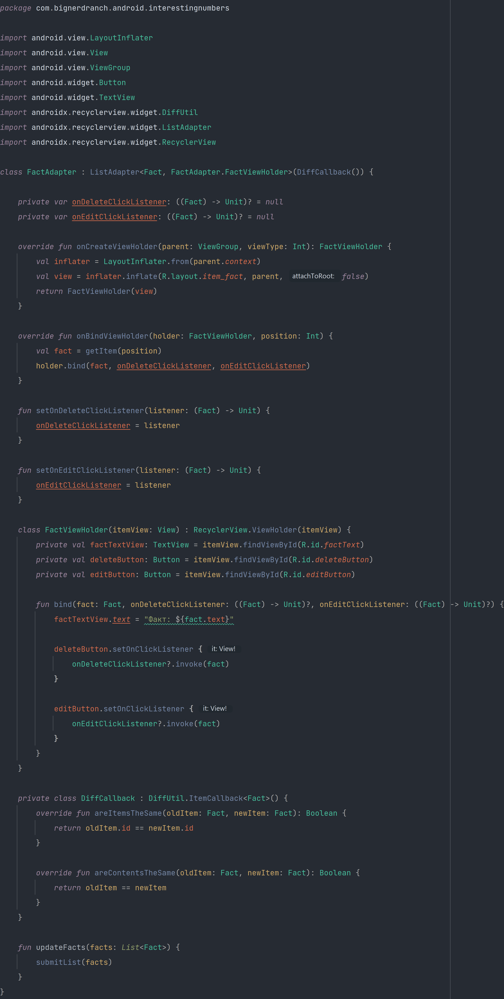 package com.bignerdranch.android.interestingnumbers

import android.view.LayoutInflater
import android.view.View
import android.view.ViewGroup
import android.widget.Button
import android.widget.TextView
import androidx.recyclerview.widget.DiffUtil
import androidx.recyclerview.widget.ListAdapter
import androidx.recyclerview.widget.RecyclerView

class FactAdapter : ListAdapter<Fact, FactAdapter.FactViewHolder>(DiffCallback()) {

    private var onDeleteClickListener: ((Fact) -> Unit)? = null
    private var onEditClickListener: ((Fact) -> Unit)? = null

    override fun onCreateViewHolder(parent: ViewGroup, viewType: Int): FactViewHolder {
        val inflater = LayoutInflater.from(parent.context)
        val view = inflater.inflate(R.layout.item_fact, parent, attachToRoot: false)
        return FactViewHolder(view)
    }

    override fun onBindViewHolder(holder: FactViewHolder, position: Int) {
        val fact = getItem(position)
        holder.bind(fact, onDeleteClickListener, onEditClickListener)
    }

    fun setOnDeleteClickListener(listener: (Fact) -> Unit) {
        onDeleteClickListener = listener
    }

    fun setOnEditClickListener(listener: (Fact) -> Unit) {
        onEditClickListener = listener
    }

    class FactViewHolder(itemView: View) : RecyclerView.ViewHolder(itemView) {
        private val factTextView: TextView = itemView.findViewById(R.id.factText)
        private val deleteButton: Button = itemView.findViewById(R.id.deleteButton)
        private val editButton: Button = itemView.findViewById(R.id.editButton)

        fun bind(fact: Fact, onDeleteClickListener: ((Fact) -> Unit)?, onEditClickListener: ((Fact) -> Unit)?) {
            factTextView.text = "Факт: ${fact.text}"

            deleteButton.setOnClickListener { it: View!
                onDeleteClickListener?.invoke(fact)
            }

            editButton.setOnClickListener { it: View!
                onEditClickListener?.invoke(fact)
            }
        }
    }

    private class DiffCallback : DiffUtil.ItemCallback<Fact>() {
        override fun areItemsTheSame(oldItem: Fact, newItem: Fact): Boolean {
            return oldItem.id == newItem.id
        }

        override fun areContentsTheSame(oldItem: Fact, newItem: Fact): Boolean {
            return oldItem == newItem
        }
    }

    fun updateFacts(facts: List<Fact>) {
        submitList(facts)
    }
}